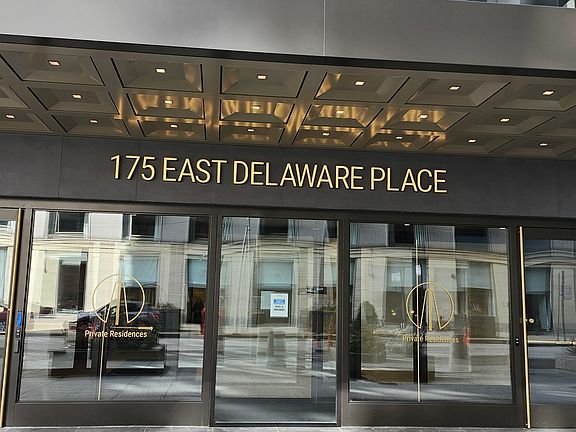 175 EAST DELAWARE PLACE
Private Residences
Private Residences